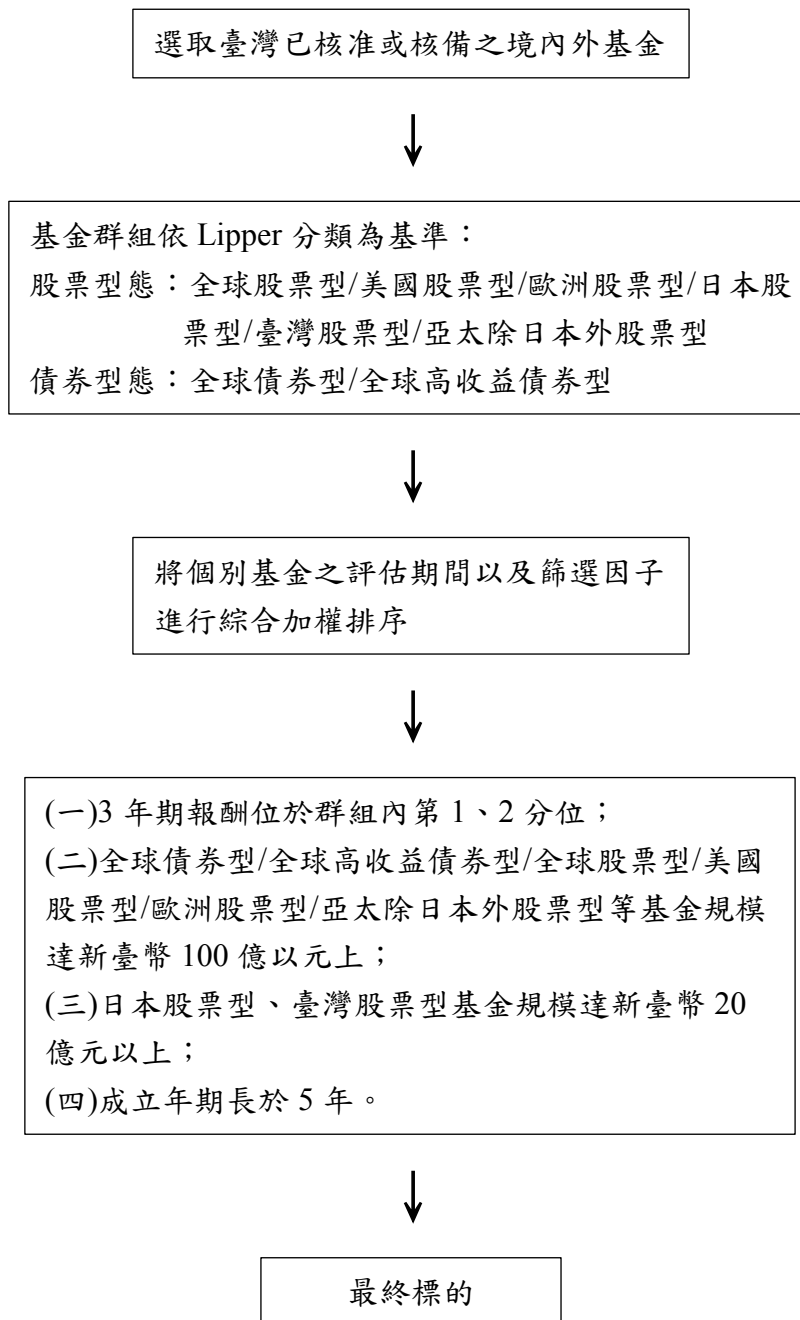 選取臺灣已核准或核備之境內外基金
基金群組依 Lipper 分類為基準：
股票型態：全球股票型/美國股票型/歐洲股票型/日本股
票型/臺灣股票型/亞太除日本外股票型
債券型態：全球債券型/全球高收益債券型
將個別基金之評估期間以及篩選因子
進行綜合加權排序
(一)3 年期報酬位於群組內第 1、2 分位；
(二)全球債券型/全球高收益債券型/全球股票型/美國
股票型/歐洲股票型/亞太除日本外股票型等基金規模
達新臺幣 100 億以元上；
(三)日本股票型、臺灣股票型基金規模達新臺幣 20
億元以上；
(四)成立年期長於 5 年。
最終標的